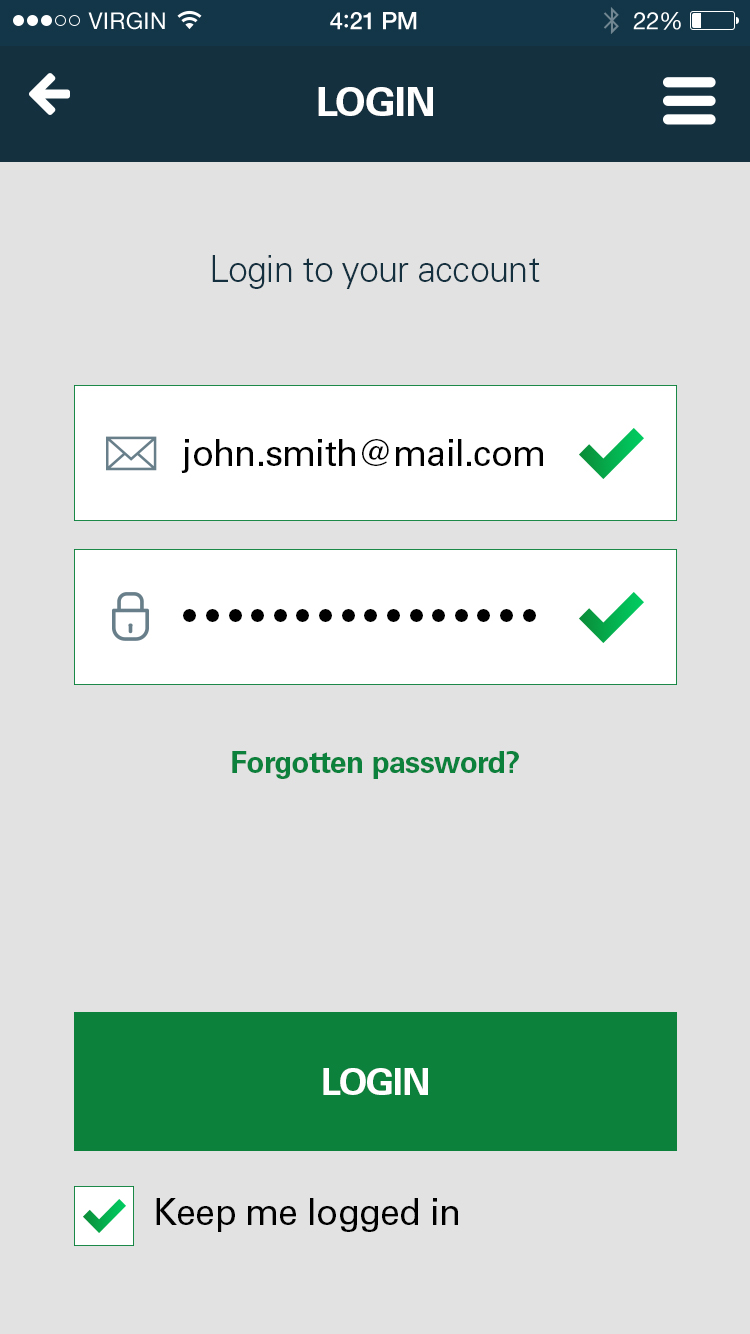 VIRGIN 4:21 PM 22%
LOGIN
Login to your account
john.smith@mail.com
••••••••••••••••
Forgotten password?
LOGIN
Keep me logged in